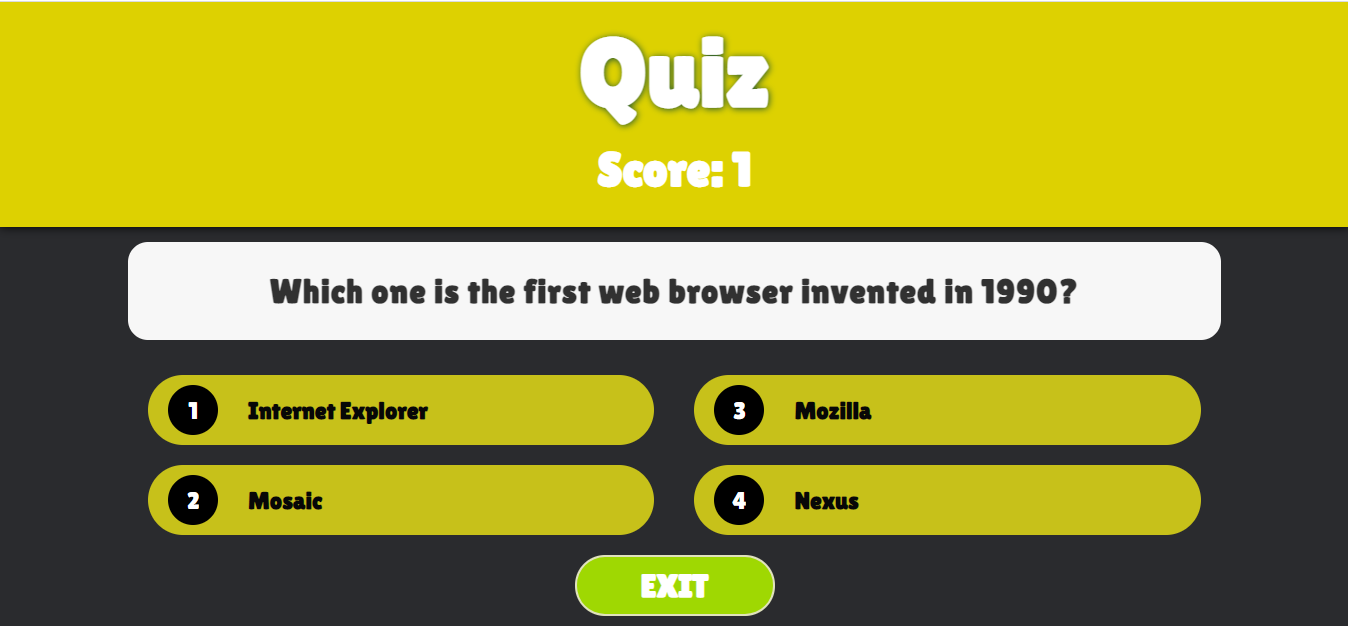 Quiz
Score: 1
Which one is the first web browser invented in 1990?
1 Internet Explorer
2 Mosaic
3 Mozilla
4 Nexus
EXIT